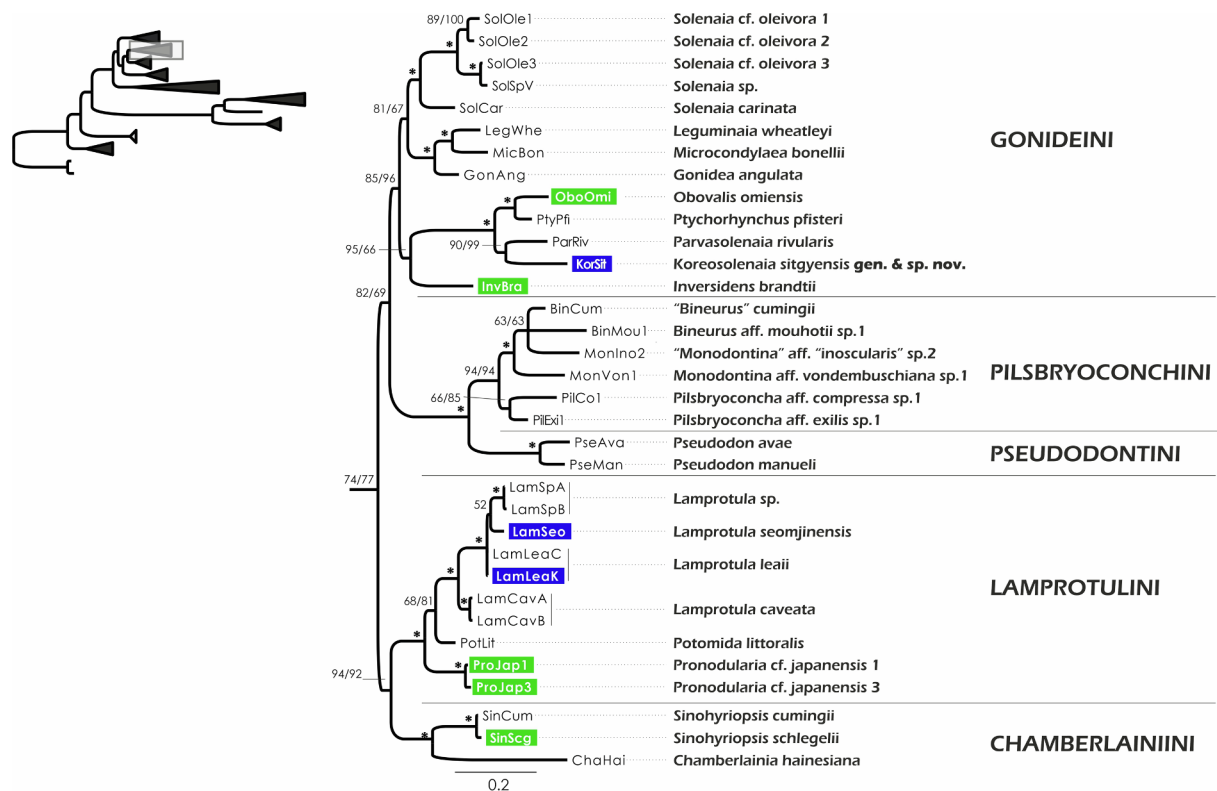 89/100 SolOle1 Solenaia cf. oleivora 1
* SolOle2 Solenaia cf. oleivora 2
SolOle3 Solenaia cf. oleivora 3
* * SolSpV Solenaia sp.
81/67 SolCar Solenaia carinata
* LegWhe Leguminaia wheatleyi
GONIDEINI
* MicBon Microcondylaea bonellii
GonAng Gonidea angulata
85/96
* OboOmi Obovalis omiensis
* PtyPfi Ptychorhynchus pfisteri
95/66 90/99 ParRiv Parvasolenaia rivularis
KorSit Koreosolenaia sitgyensis gen. & sp. nov.
82/69 InvBra Inversidens brandtii
BinCum “Bineurus” cumingii
63/63 BinMou1 Bineurus aff. mouhotii sp.1
* MonIno2 “Monodontina” aff. “inoscularis” sp.2
94/94 MonVon1 Monodontina aff. vondembuschiana sp.1
PILSBRYOCONCHINI
66/85 PilCo1 Pilsbryoconcha aff. compressa sp.1
* PilExi1 Pilsbryoconcha aff. exilis sp.1
* PseAva Pseudodon avae
PSEUDODONTINI
PseMan Pseudodon manueli
74/77
* LamSpA Lamprotula sp.
52 LamSpB
LamSeo Lamprotula seomjinensis
* LamLeaC Lamprotula leaii
* LamLeaK
LAMPROTULINI
68/81 * LamCavA Lamprotula caveata
LamCavB
* PotLit Potomida littoralis
* ProJap1 Pronodularia cf. japanensis 1
94/92 ProJap3 Pronodularia cf. japanensis 3
* SinCum Sinohyriopsis cumingii
* SinScg Sinohyriopsis schlegelii
CHAMBERLAINIINI
ChaHai Chamberlainia hainesiana
0.2